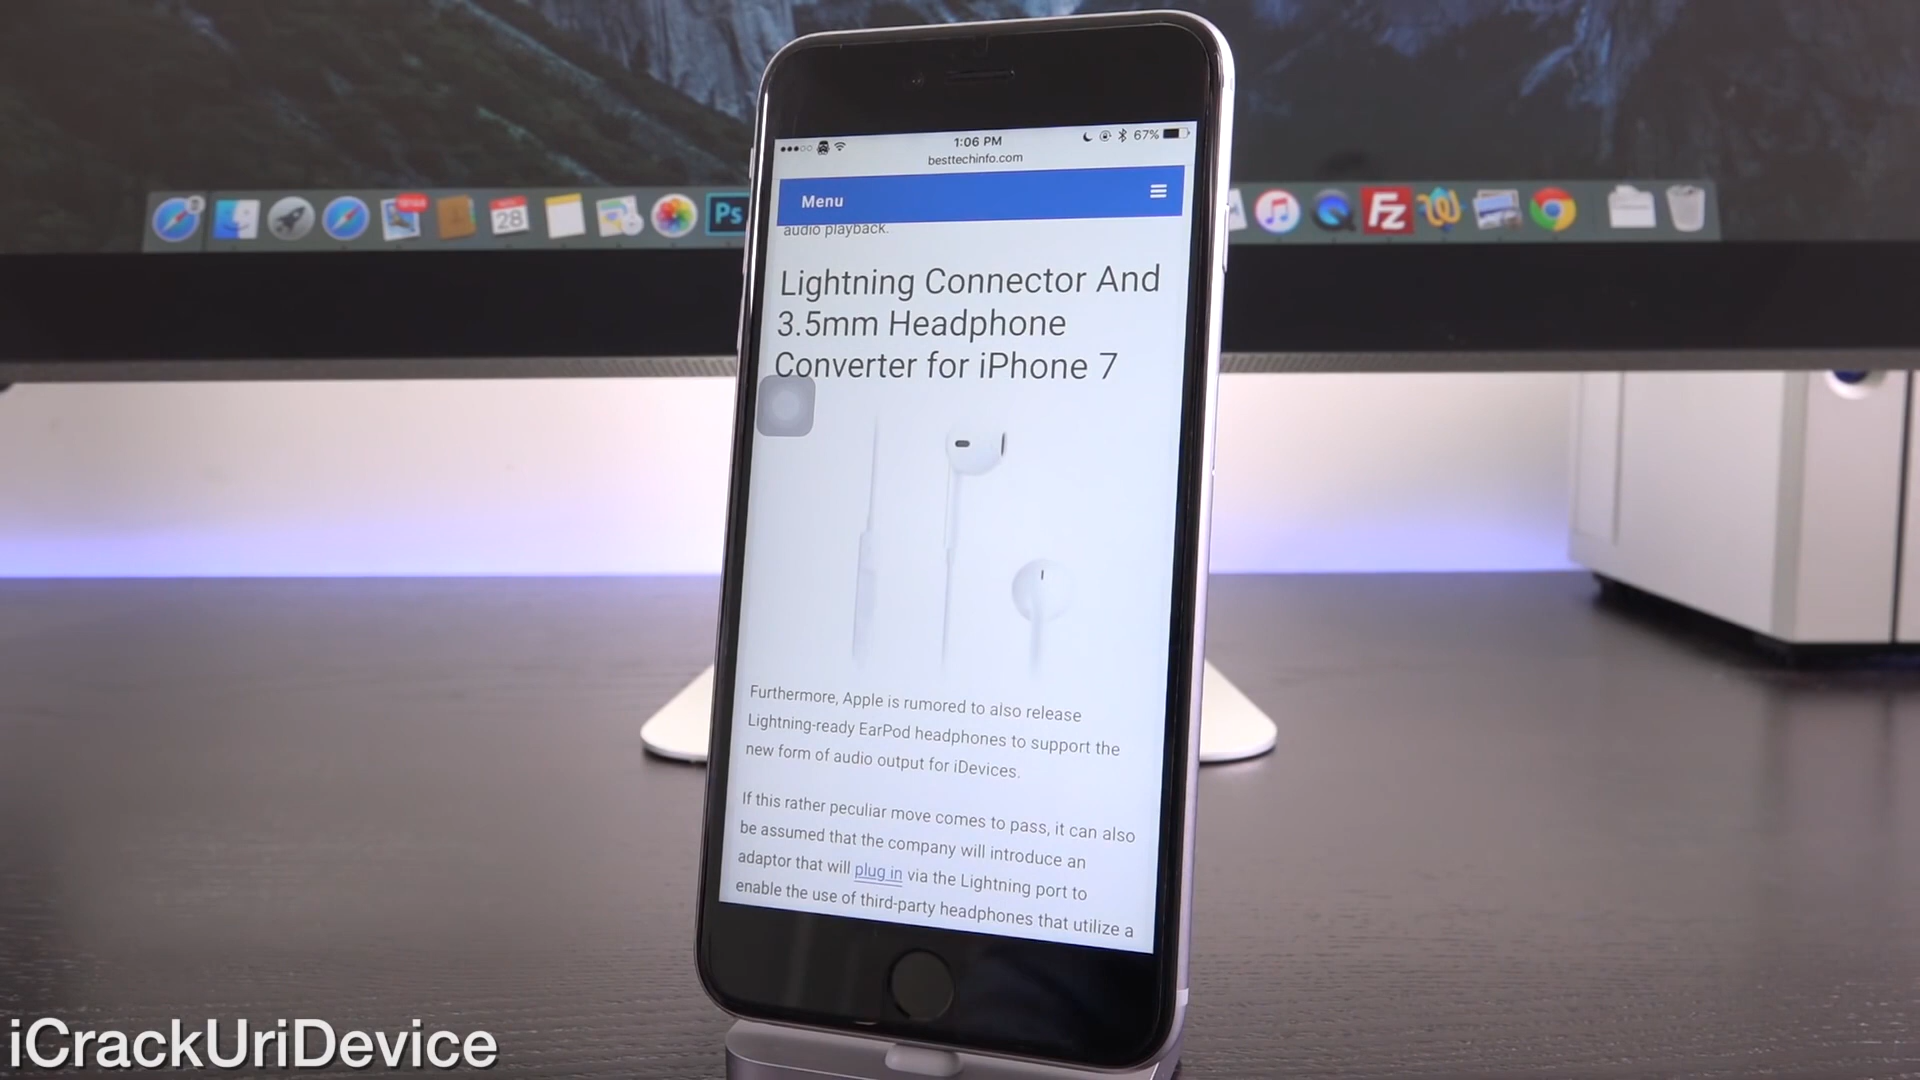 1:06 PM
67%
besttechinfo.com
Menu
audio playback.
Lightning Connector And
3.5mm Headphone
Converter for iPhone 7
Furthermore, Apple is rumored to also release
Lightning-ready EarPod headphones to support the
new form of audio output for iDevices.
If this rather peculiar move comes to pass, it can also
be assumed that the company will introduce an
adaptor that will plug in via the Lightning port to
enable the use of third-party headphones that utilize a
28
Ps
FZ
iCrackUriDevice